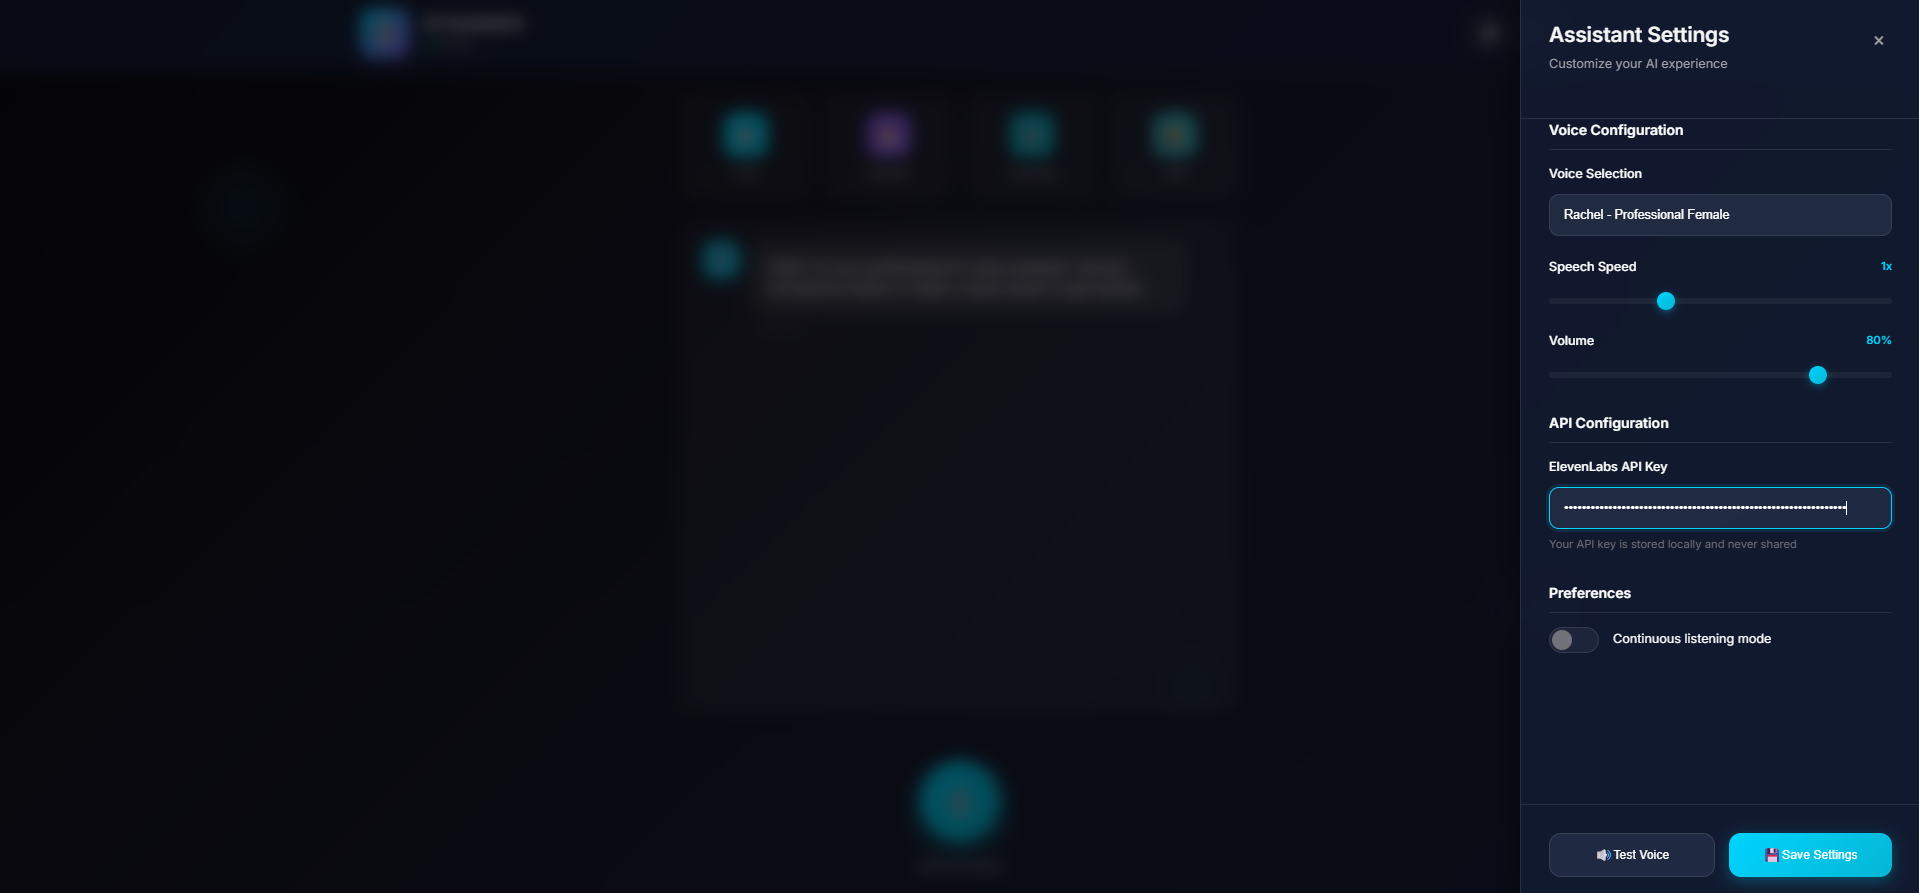 Assistant Settings
×
Customize your AI experience
Voice Configuration
Voice Selection
Rachel - Professional Female
Speech Speed
1x
Volume
80%
API Configuration
ElevenLabs API Key
Your API key is stored locally and never shared
Preferences
Continuous listening mode
Test Voice
Save Settings